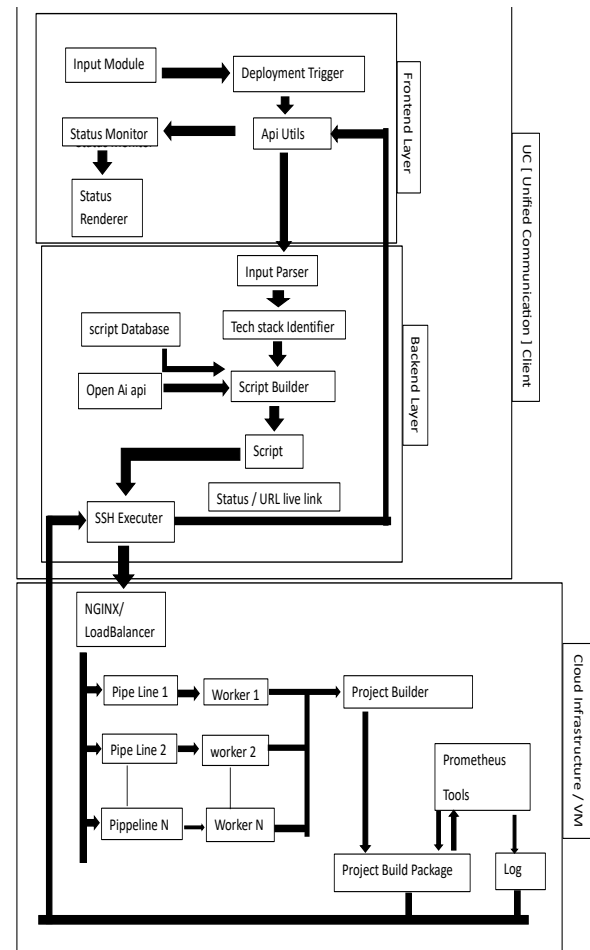 Input Module
Deployment Trigger
Status Monitor
Api Utils
Status
Renderer
Frontend Layer
UC [ Unified Communication ] Client
Input Parser
script Database
Tech stack Identifier
Open Ai api
Script Builder
Backend Layer
Script
Status / URL live link
SSH Executer
NGINX/
LoadBalancer
Cloud Infrastructure / VM
Pipe Line 1
Worker 1
Project Builder
Pipe Line 2
worker 2
Prometheus
Tools
Pippeline N
Worker N
Project Build Package
Log